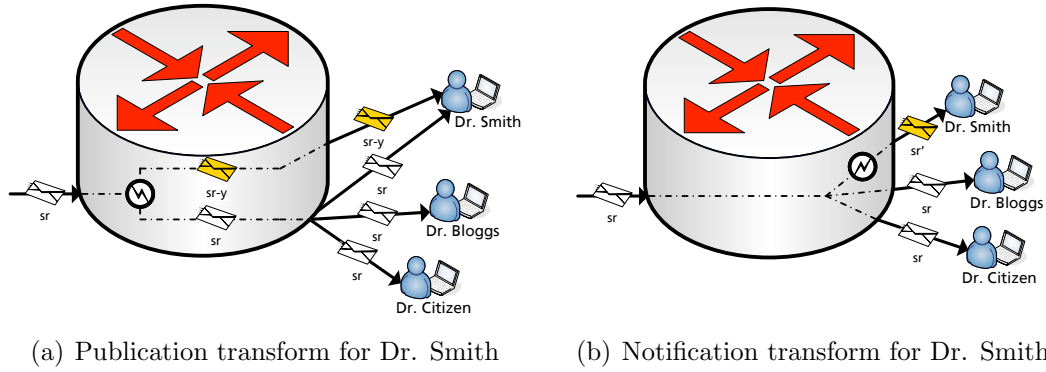 Dr. Smith
sr-y
sr-y
sr
sr
sr
sr
Dr. Bloggs
sr
Dr. Citizen
(a) Publication transform for Dr. Smith
Dr. Smith
sr'
sr
sr
Dr. Bloggs
sr
Dr. Citizen
(b) Notification transform for Dr. Smith